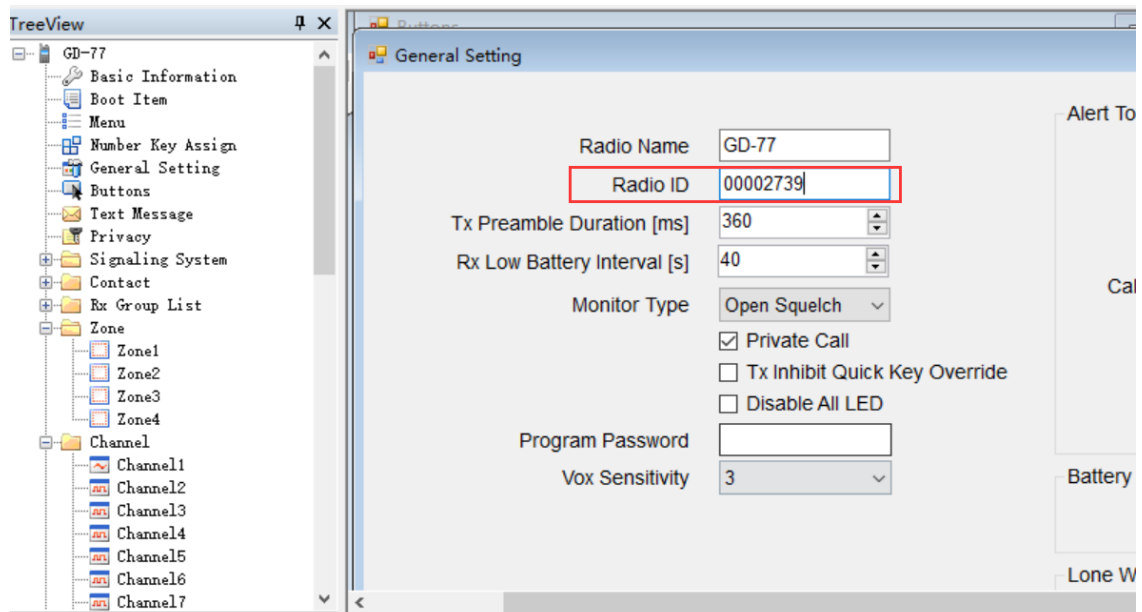 TreeView
GD-77
Basic Information
Boot Item
Menu
Number Key Assign
General Setting
Buttons
Text Message
Privacy
Signaling System
Contact
Rx Group List
Zone
Zone1
Zone2
Zone3
Zone4
Channel
Channel1
Channel2
Channel3
Channel4
Channel5
Channel6
Channel7
Buttons
General Setting
Radio Name GD-77
Radio ID 00002739
Tx Preamble Duration [ms] 360
Rx Low Battery Interval [s] 40
Monitor Type Open Squelch
Private Call
Tx Inhibit Quick Key Override
Disable All LED
Program Password
Vox Sensitivity 3
Alert To
Cal
Battery
Lone W